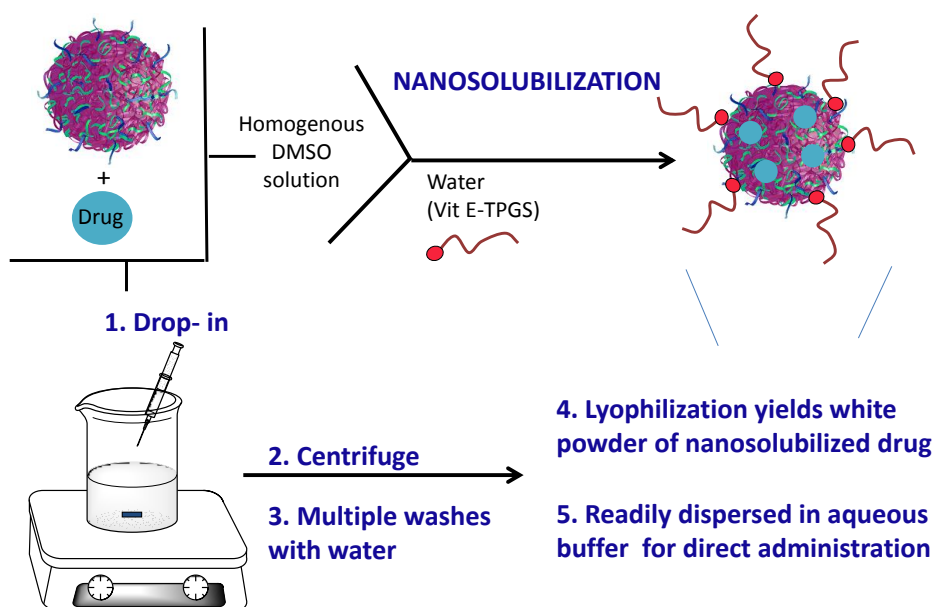 NANOSOLUBILIZATION
+
Drug
Homogenous
DMSO
solution
Water
(Vit E-TPGS)
1. Drop- in
2. Centrifuge
3. Multiple washes
with water
4. Lyophilization yields white
powder of nanosolubilized drug
5. Readily dispersed in aqueous
buffer  for direct administration